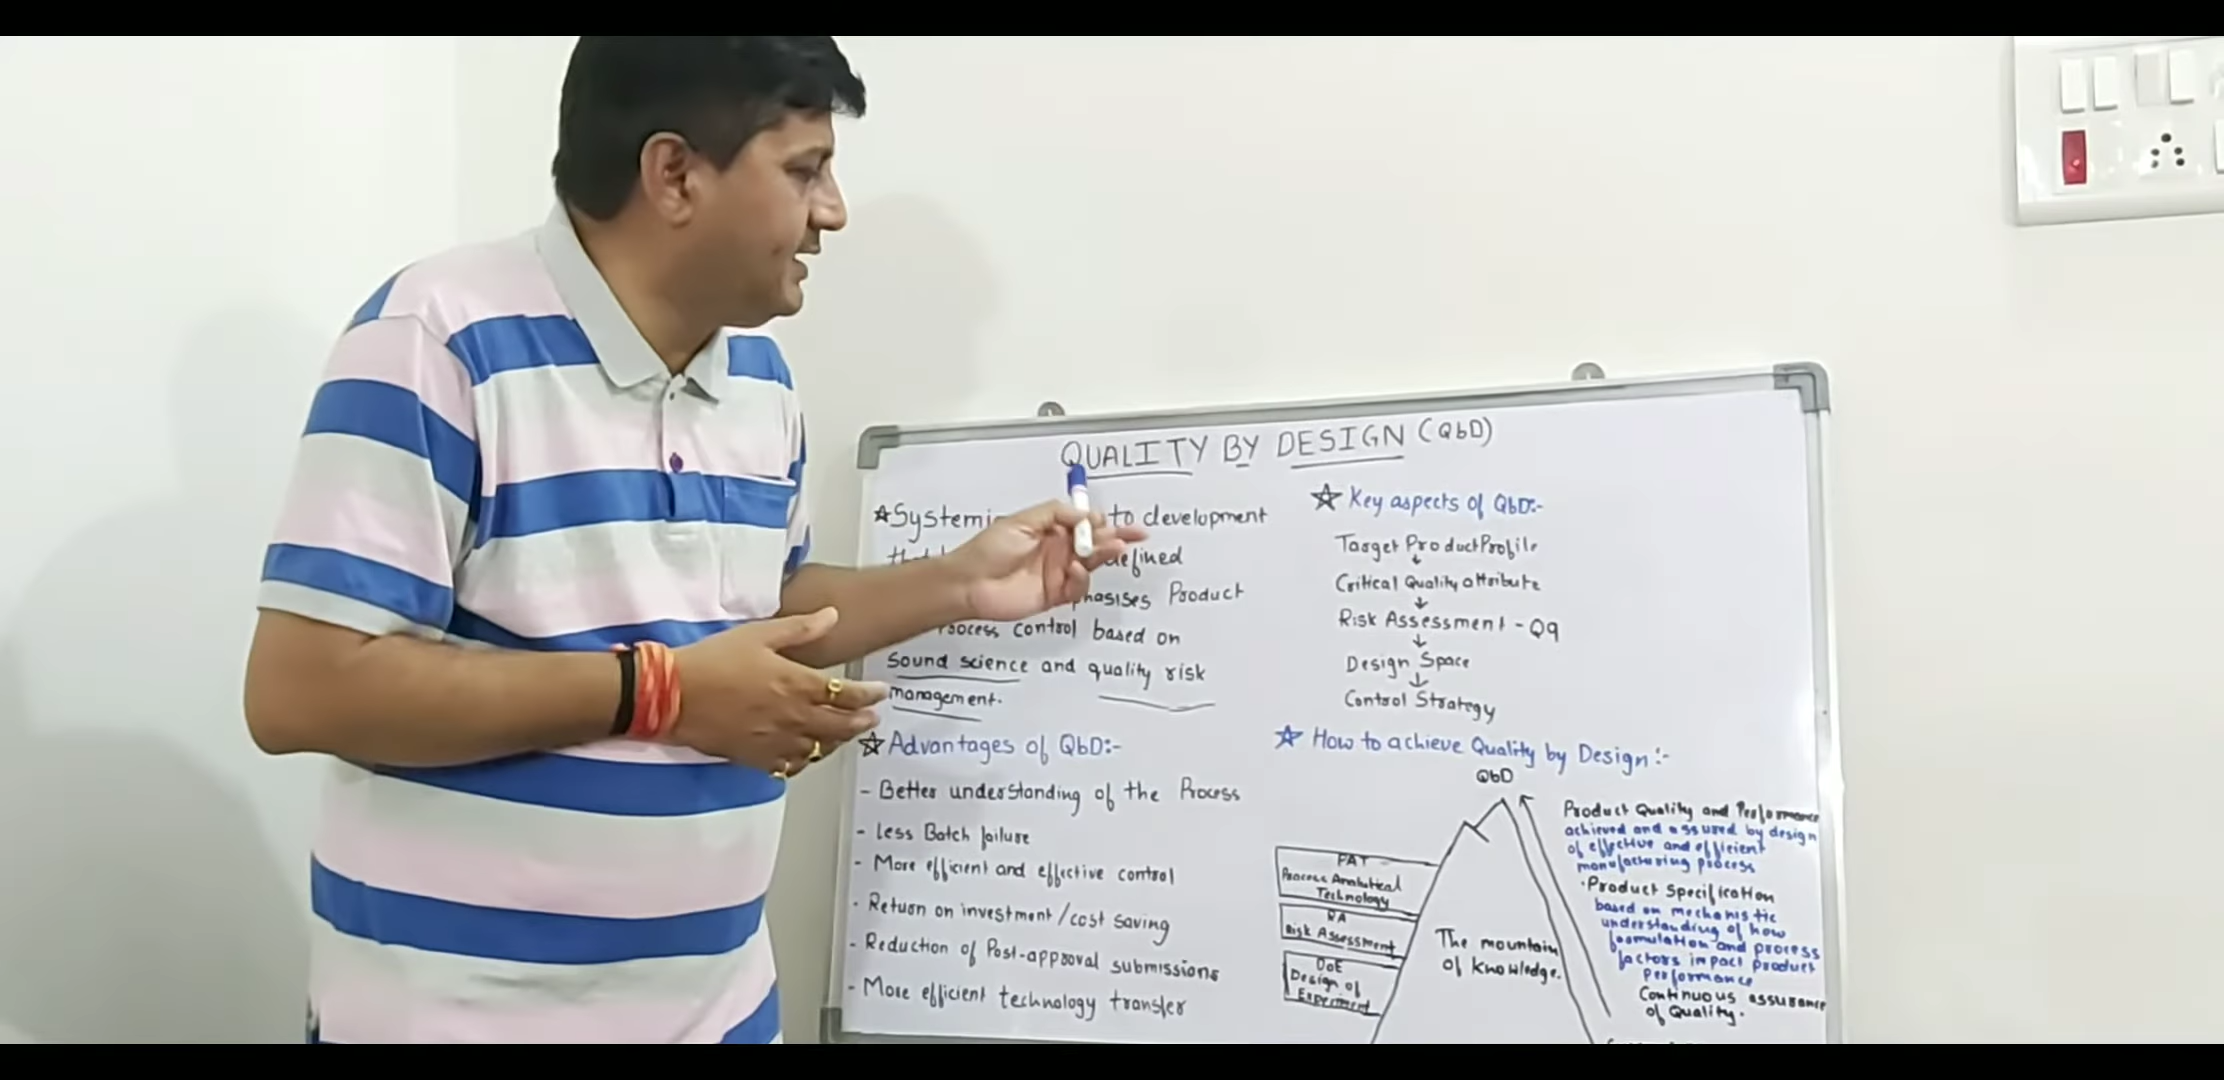 QUALITY BY DESIGN (QbD)
☆ Systemi to development
defined
hasises Product
rocess control based on
Sound science and quality risk
management.
☆ Advantages of QbD:-
- Better understanding of the Process
- Less Batch failure
- More efficient and effective control
- Return on investment/cost saving
- Reduction of Post-approval submissions
- More efficient technology transfer
☆ Key aspects of QbD:-
Target Product Profile
↓
Critical Quality attribute
↓
Risk Assessment - Q9
↓
Design Space
↓
Control Strategy
☆ How to achieve Quality by Design:-
QbD
PAT
Process Analytical
Technology
RA
Risk Assessment
DoE
Design of
Experiment
The mountain
of knowledge.
Product Quality and Performance
achieved and assured by design
of effective and efficient
manufacturing process
·Product Specification
based on mechanistic
understanding of how
formulation and process
factors impact product
performance
Continuous assurance
of Quality.